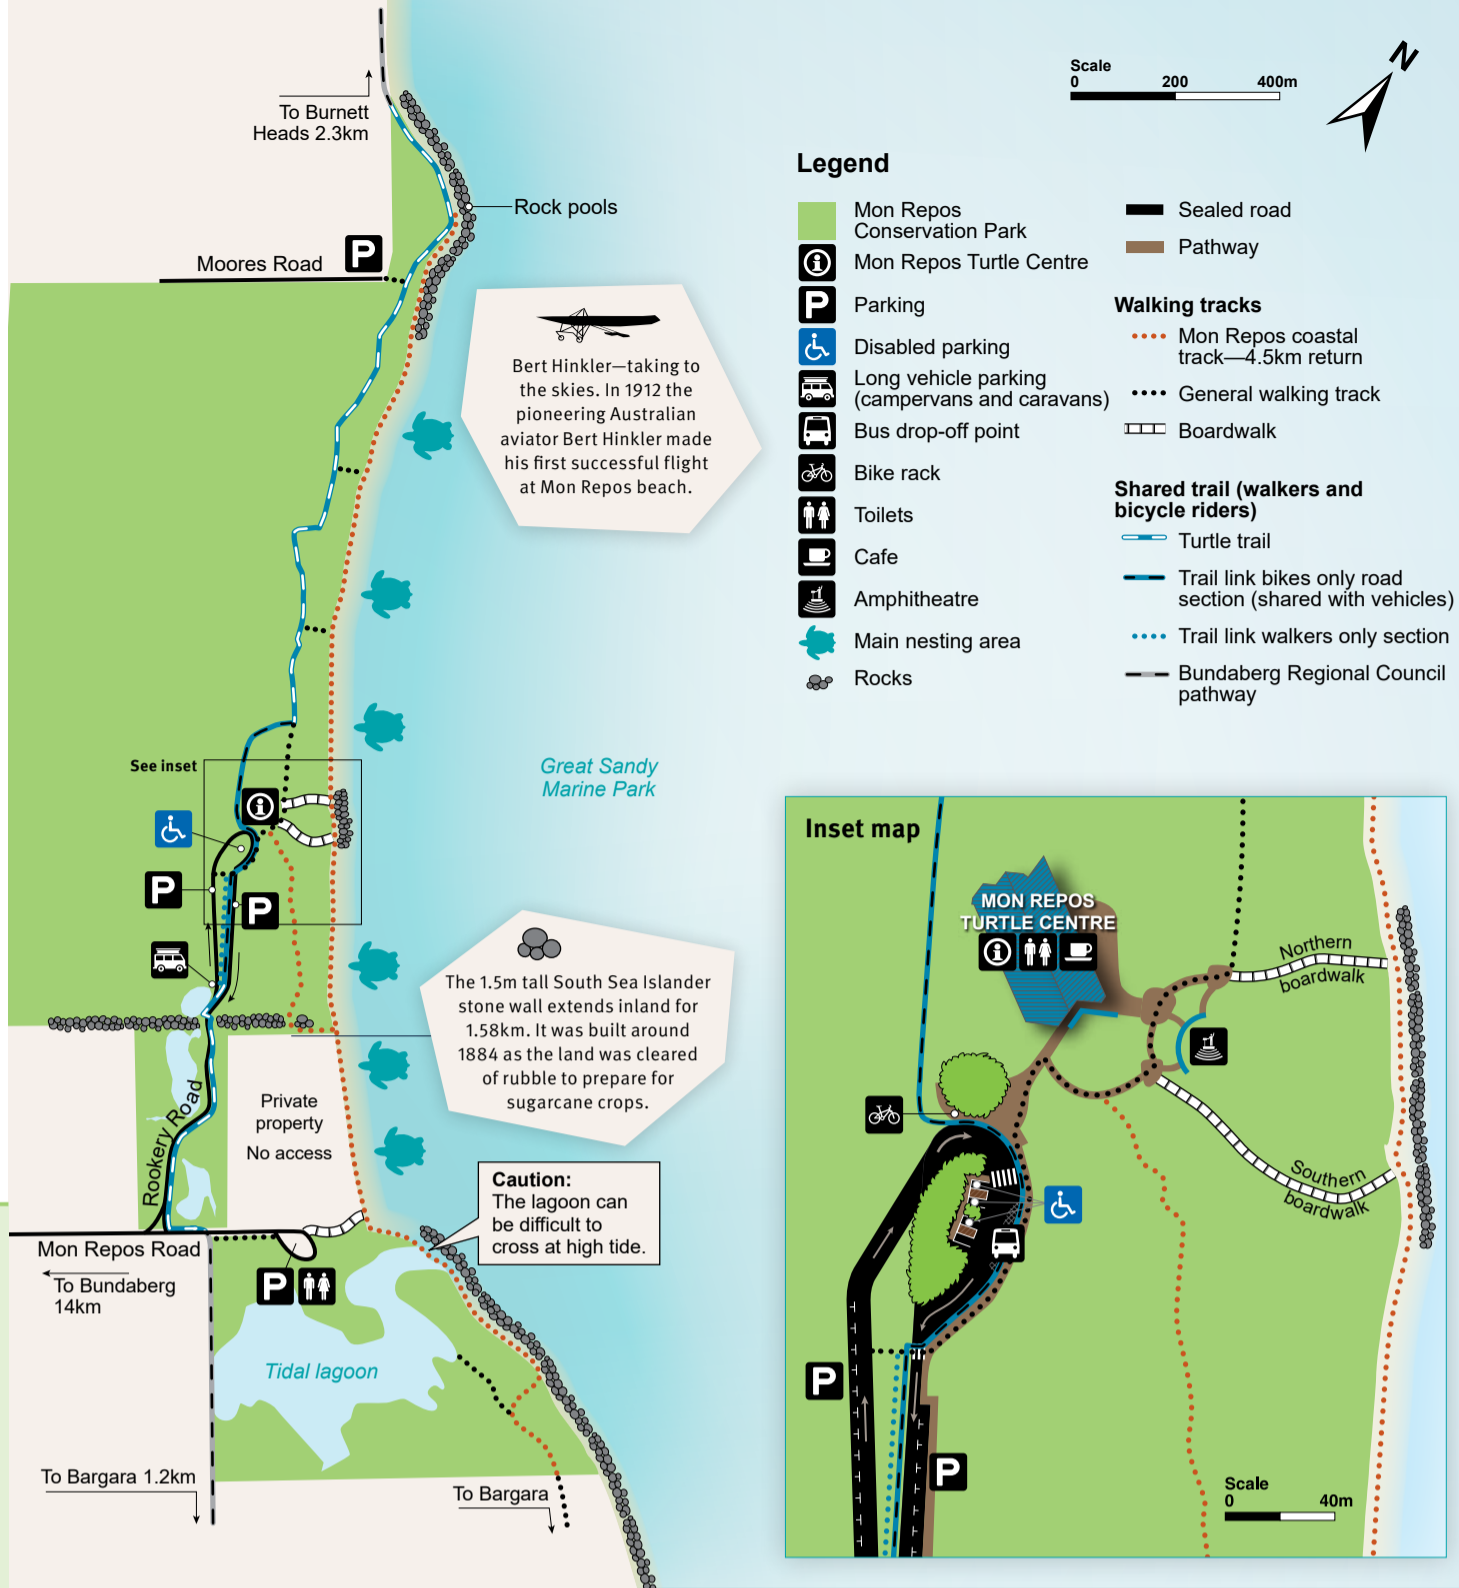 To Burnett
Heads 2.3km
Rock pools
Moores Road
P
Bert Hinkler—taking to
the skies. In 1912 the
pioneering Australian
aviator Bert Hinkler made
his first successful flight
at Mon Repos beach.
Scale
0 200 400m
N
Legend
Mon Repos
Conservation Park
Mon Repos Turtle Centre
P
Parking
Disabled parking
Long vehicle parking
(campervans and caravans)
Bus drop-off point
Bike rack
Toilets
Cafe
Amphitheatre
Main nesting area
Rocks
Sealed road
Pathway
Walking tracks
Mon Repos coastal
track—4.5km return
General walking track
Boardwalk
Shared trail (walkers and
bicycle riders)
Turtle trail
Trail link bikes only road
section (shared with vehicles)
Trail link walkers only section
Bundaberg Regional Council
pathway
See inset
P
P
Great Sandy
Marine Park
The 1.5m tall South Sea Islander
stone wall extends inland for
1.58km. It was built around
1884 as the land was cleared
of rubble to prepare for
sugarcane crops.
Rookery Road
Private
property
No access
Caution:
The lagoon can
be difficult to
cross at high tide.
Mon Repos Road
To Bundaberg
14km
P
Tidal lagoon
To Bargara 1.2km
To Bargara
Inset map
MON REPOS
TURTLE CENTRE
Northern
boardwalk
Southern
boardwalk
P
P
Scale
0 40m